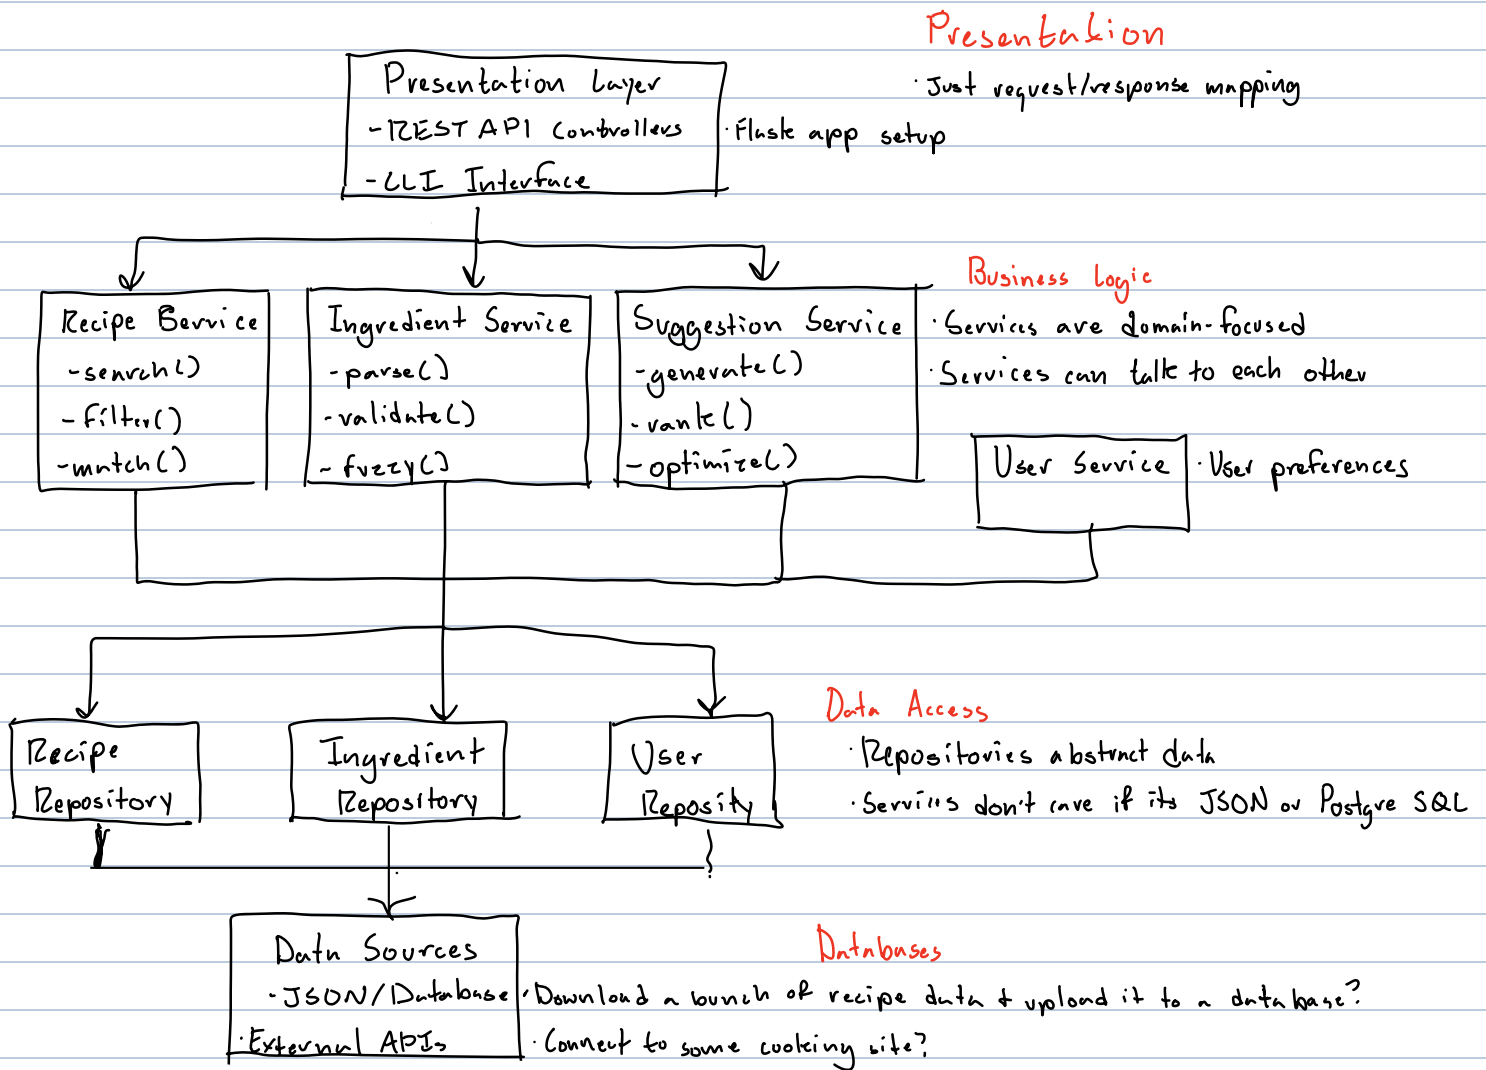 Presentation
Presentation Layer
- REST API Controllers
- CLI Interface
· Just request/response mapping
· Flask app setup
Recipe Service
- search()
- filter()
- match()
Ingredient Service
- parse()
- validate()
- fuzzy()
Suggestion Service
- generate()
- rank()
- optimize()
Business Logic
· Services are domain-focused
· Services can talk to each other
User Service
· User preferences
Recipe
Repository
Ingredient
Repository
User
Reposity
Data Access
· Repositories abstract data
· Services don't care if its JSON or Postgre SQL
Data Sources
· JSON/Database
· External APIs
Databases
· Download a bunch of recipe data + upload it to a database?
· Connect to some cooking site?